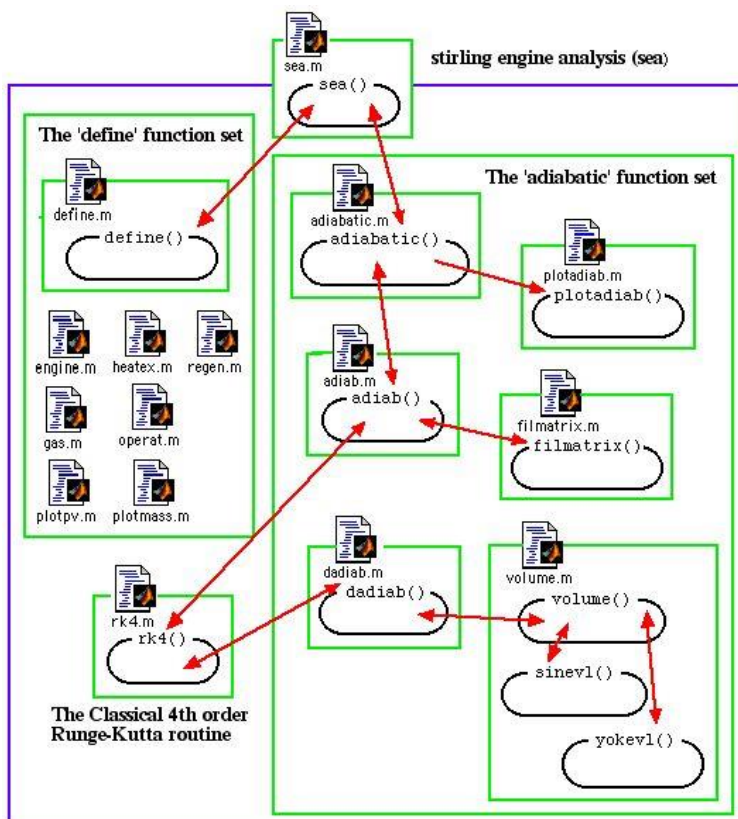 stirling engine analysis (sea)
sea.m
sea()
The 'define' function set
define.m
define()
engine.m heatex.m regen.m
gas.m operat.m
plotpv.m plotmass.m
The 'adiabatic' function set
adiabatic.m
adiabatic()
plotadiab.m
plotadiab()
adiab.m
adiab()
filmatrix.m
filmatrix()
dadiab.m
dadiab()
volume.m
volume()
sinevl()
yokevl()
rk4.m
rk4()
The Classical 4th order
Runge-Kutta routine